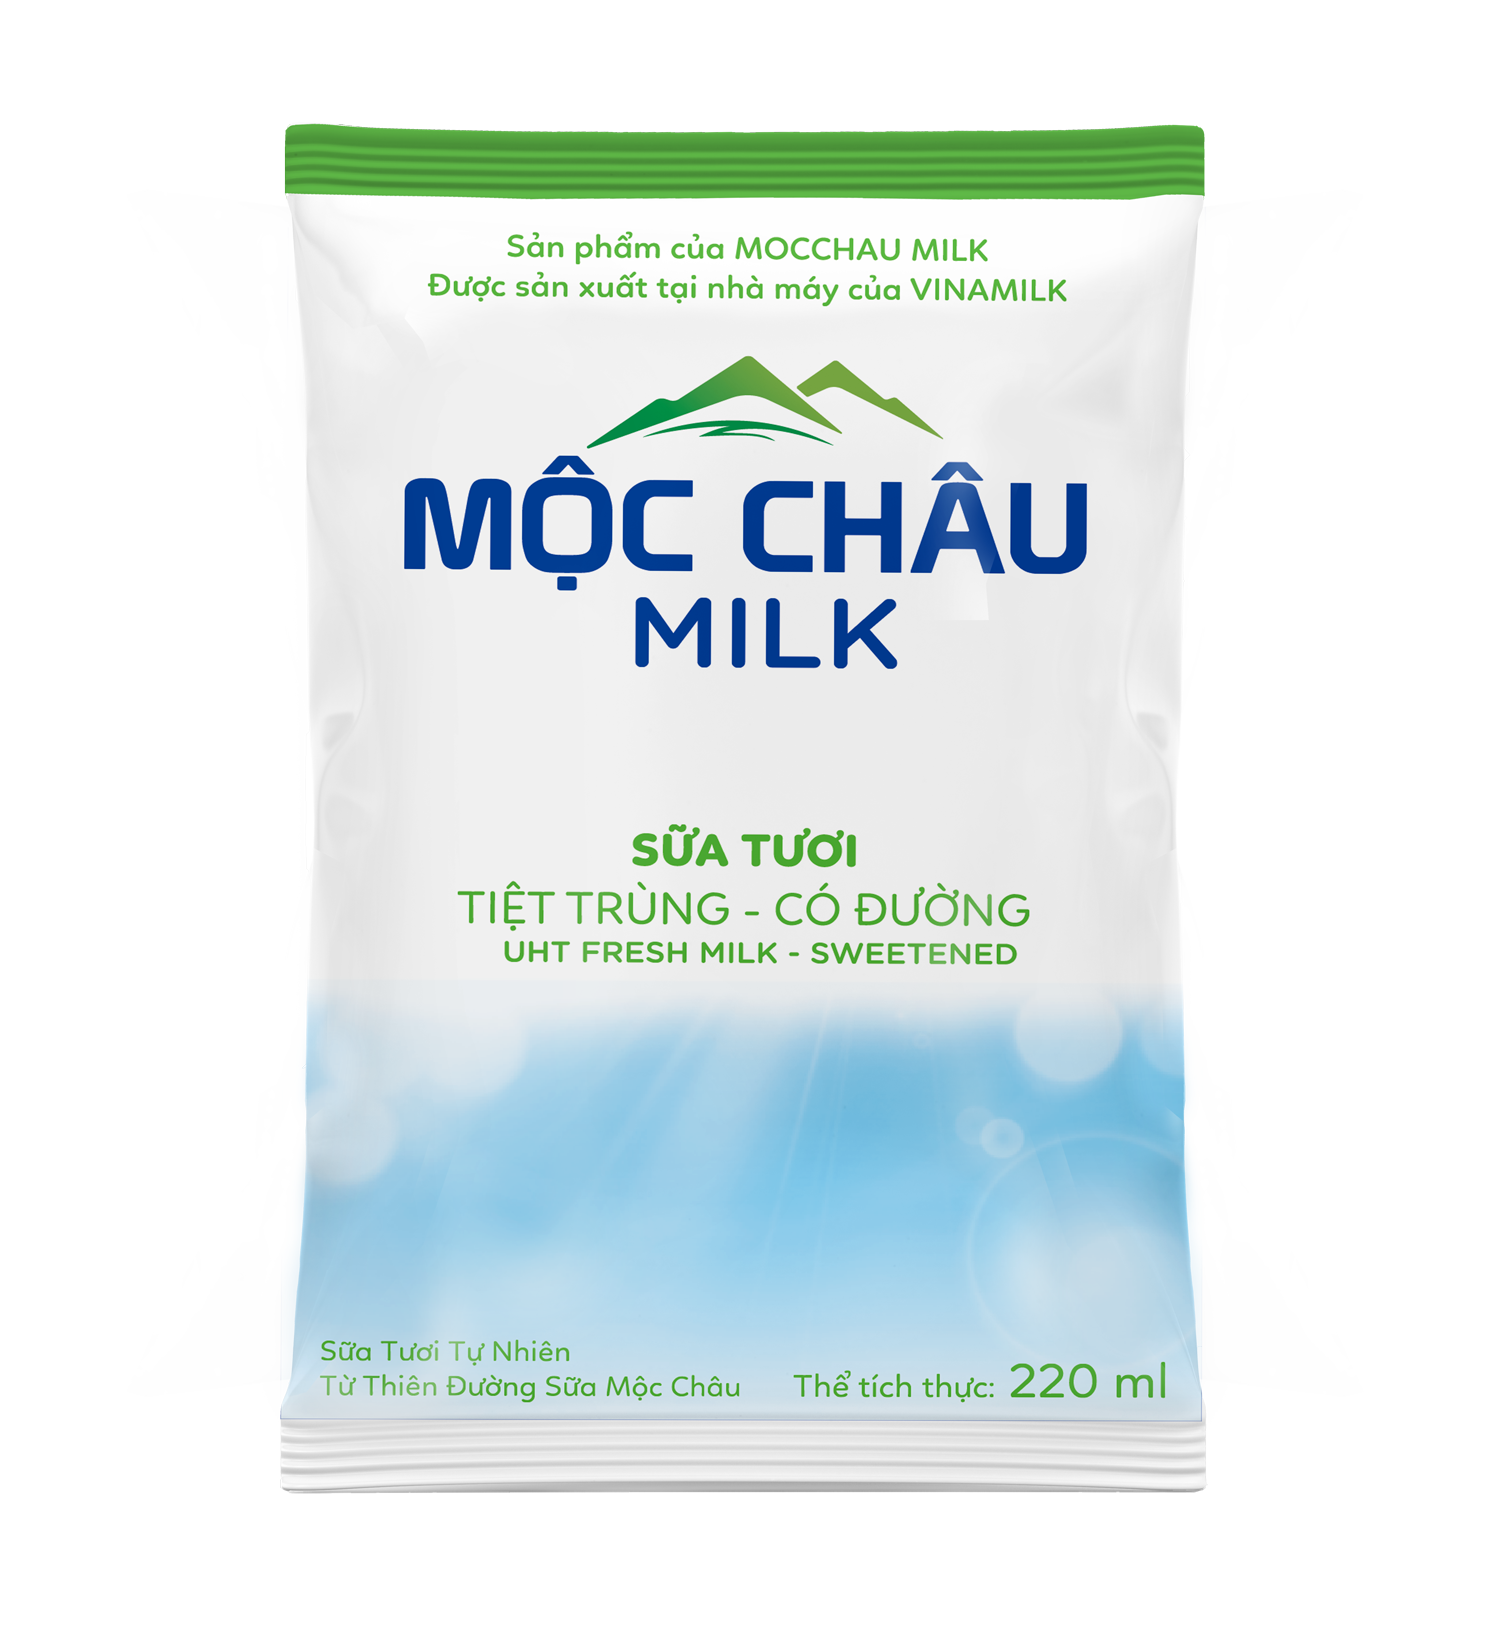 Sản phẩm của MOCCHAU MILK
Được sản xuất tại nhà máy của VINAMILK
MỘC CHÂU
MILK
SỮA TƯƠI
TIỆT TRÙNG - CÓ ĐƯỜNG
UHT FRESH MILK - SWEETENED
Sữa Tươi Tự Nhiên
Từ Thiên Đường Sữa Mộc Châu
Thể tích thực: 220 ml